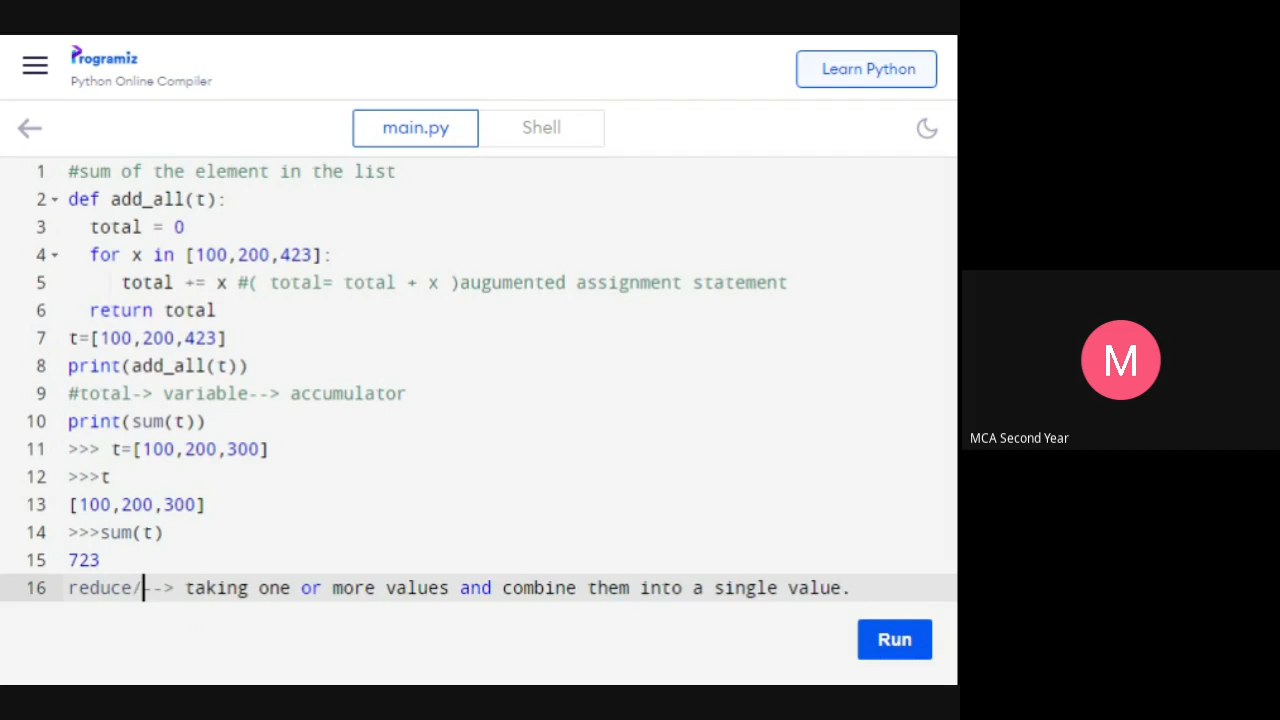 Programiz
Python Online Compiler
Learn Python
main.py
Shell
1 #sum of the element in the list
2 def add_all(t):
3 total = 0
4 for x in [100,200,423]:
5 total += x #( total= total + x )augumented assignment statement
6 return total
7 t=[100,200,423]
8 print(add_all(t))
9 #total-> variable--> accumulator
10 print(sum(t))
11 >>> t=[100,200,300]
12 >>>t
13 [100,200,300]
14 >>>sum(t)
15 723
16 reduce/--> taking one or more values and combine them into a single value.
Run
M
MCA Second Year